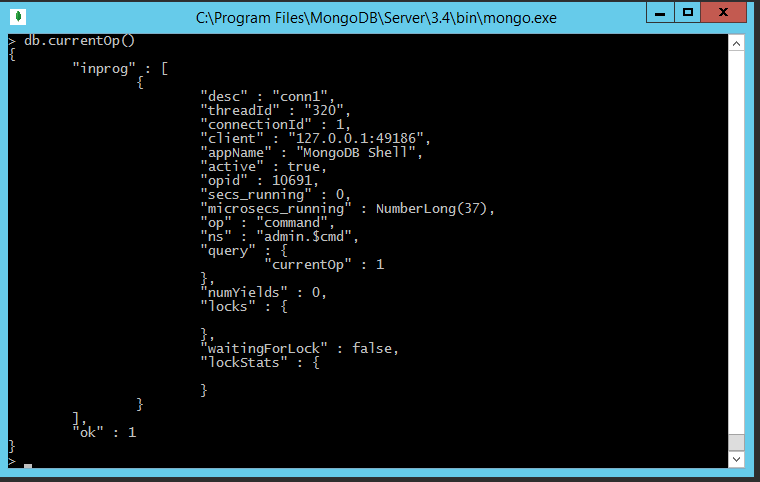 C:\Program Files\MongoDB\Server\3.4\bin\mongo.exe
> db.currentOp()
{
        "inprog" : [
                {
                        "desc" : "conn1",
                        "threadId" : "320",
                        "connectionId" : 1,
                        "client" : "127.0.0.1:49186",
                        "appName" : "MongoDB Shell",
                        "active" : true,
                        "opid" : 10691,
                        "secs_running" : 0,
                        "microsecs_running" : NumberLong(37),
                        "op" : "command",
                        "ns" : "admin.$cmd",
                        "query" : {
                                "currentOp" : 1
                        },
                        "numYields" : 0,
                        "locks" : {

                        },
                        "waitingForLock" : false,
                        "lockStats" : {

                        }
                }
        ],
        "ok" : 1
}
>